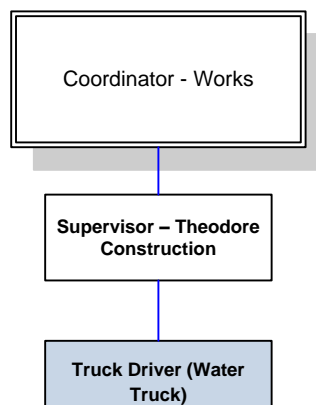 Coordinator - Works
Supervisor – Theodore
Construction
Truck Driver (Water
Truck)